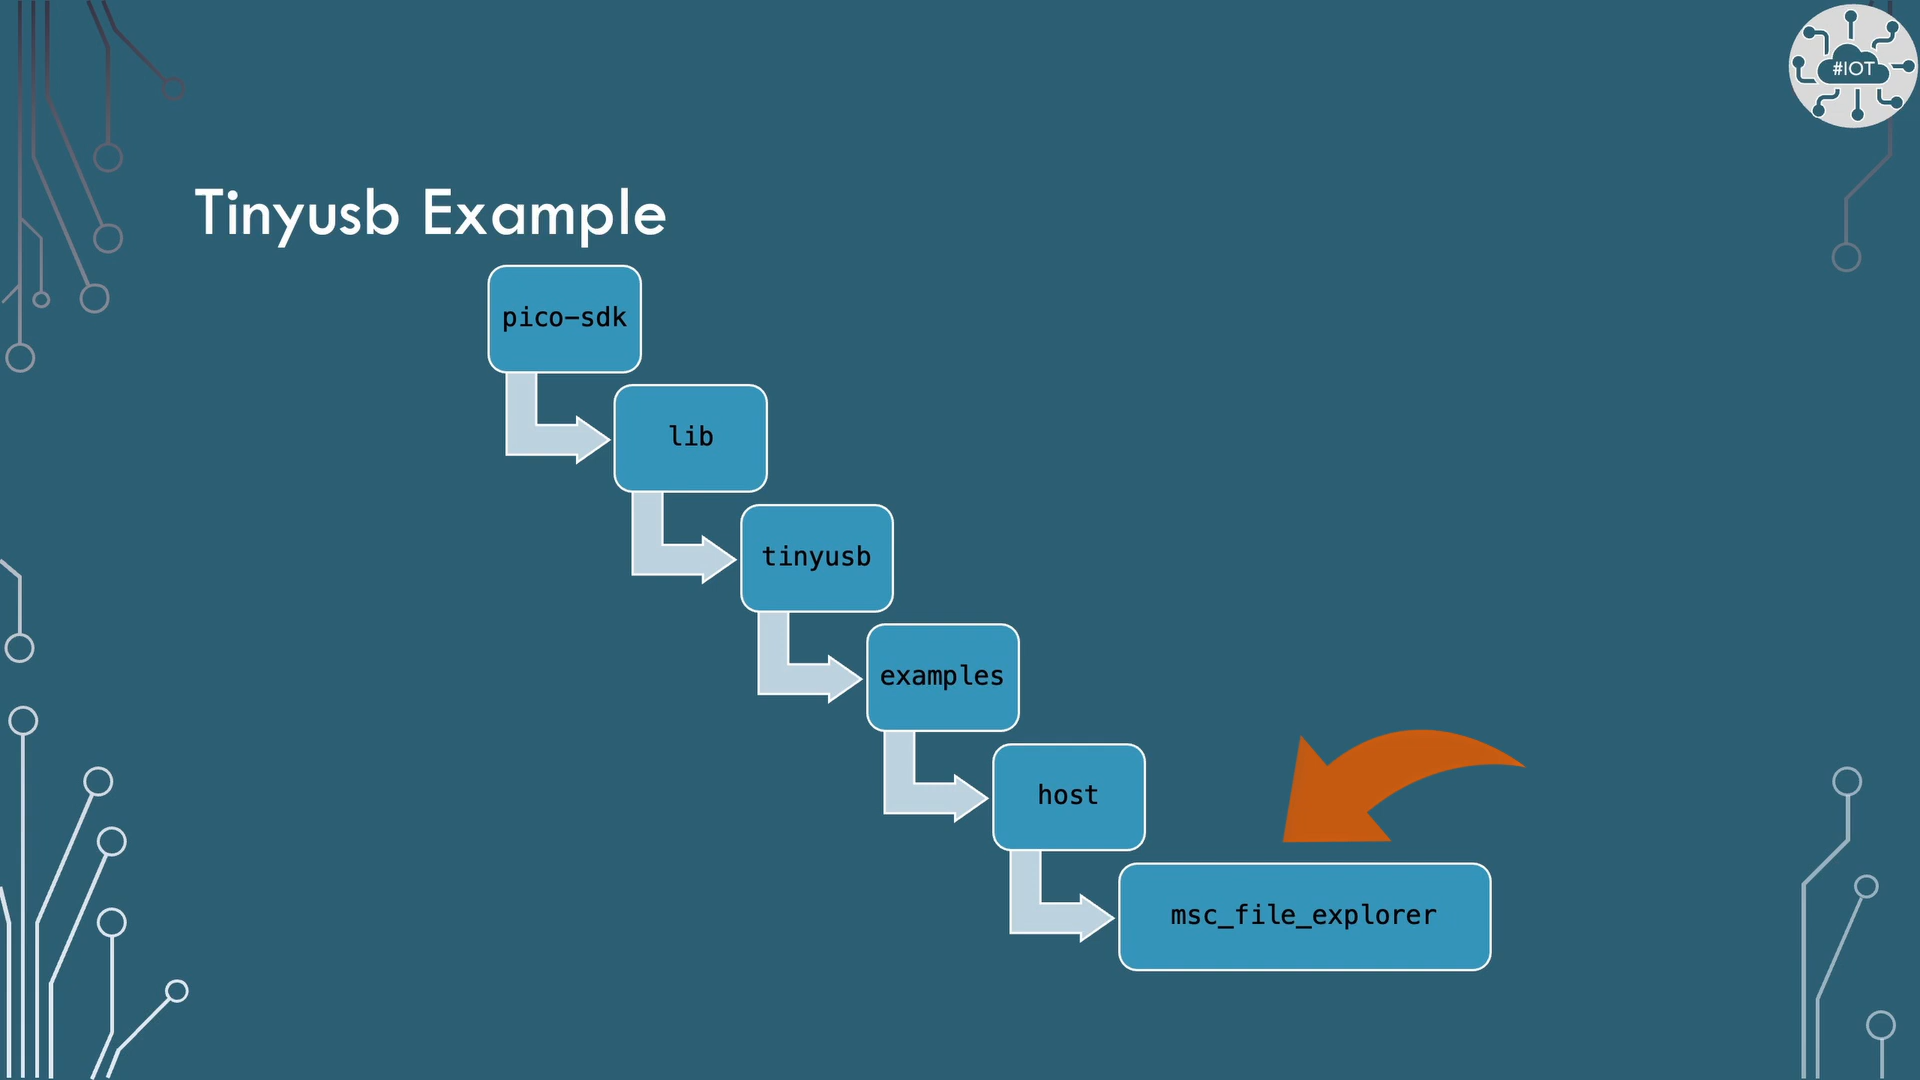 #IOT
Tinyusb Example
pico-sdk
lib
tinyusb
examples
host
msc_file_explorer